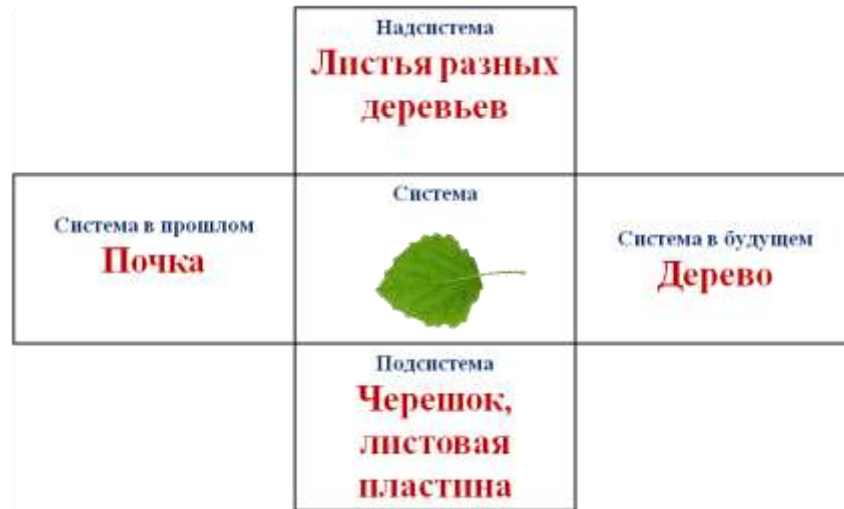 Надсистема
Листья разных
деревьев
Система в прошлом
Почка
Система
Система в будущем
Дерево
Подсистема
Черешок,
листовая
пластина